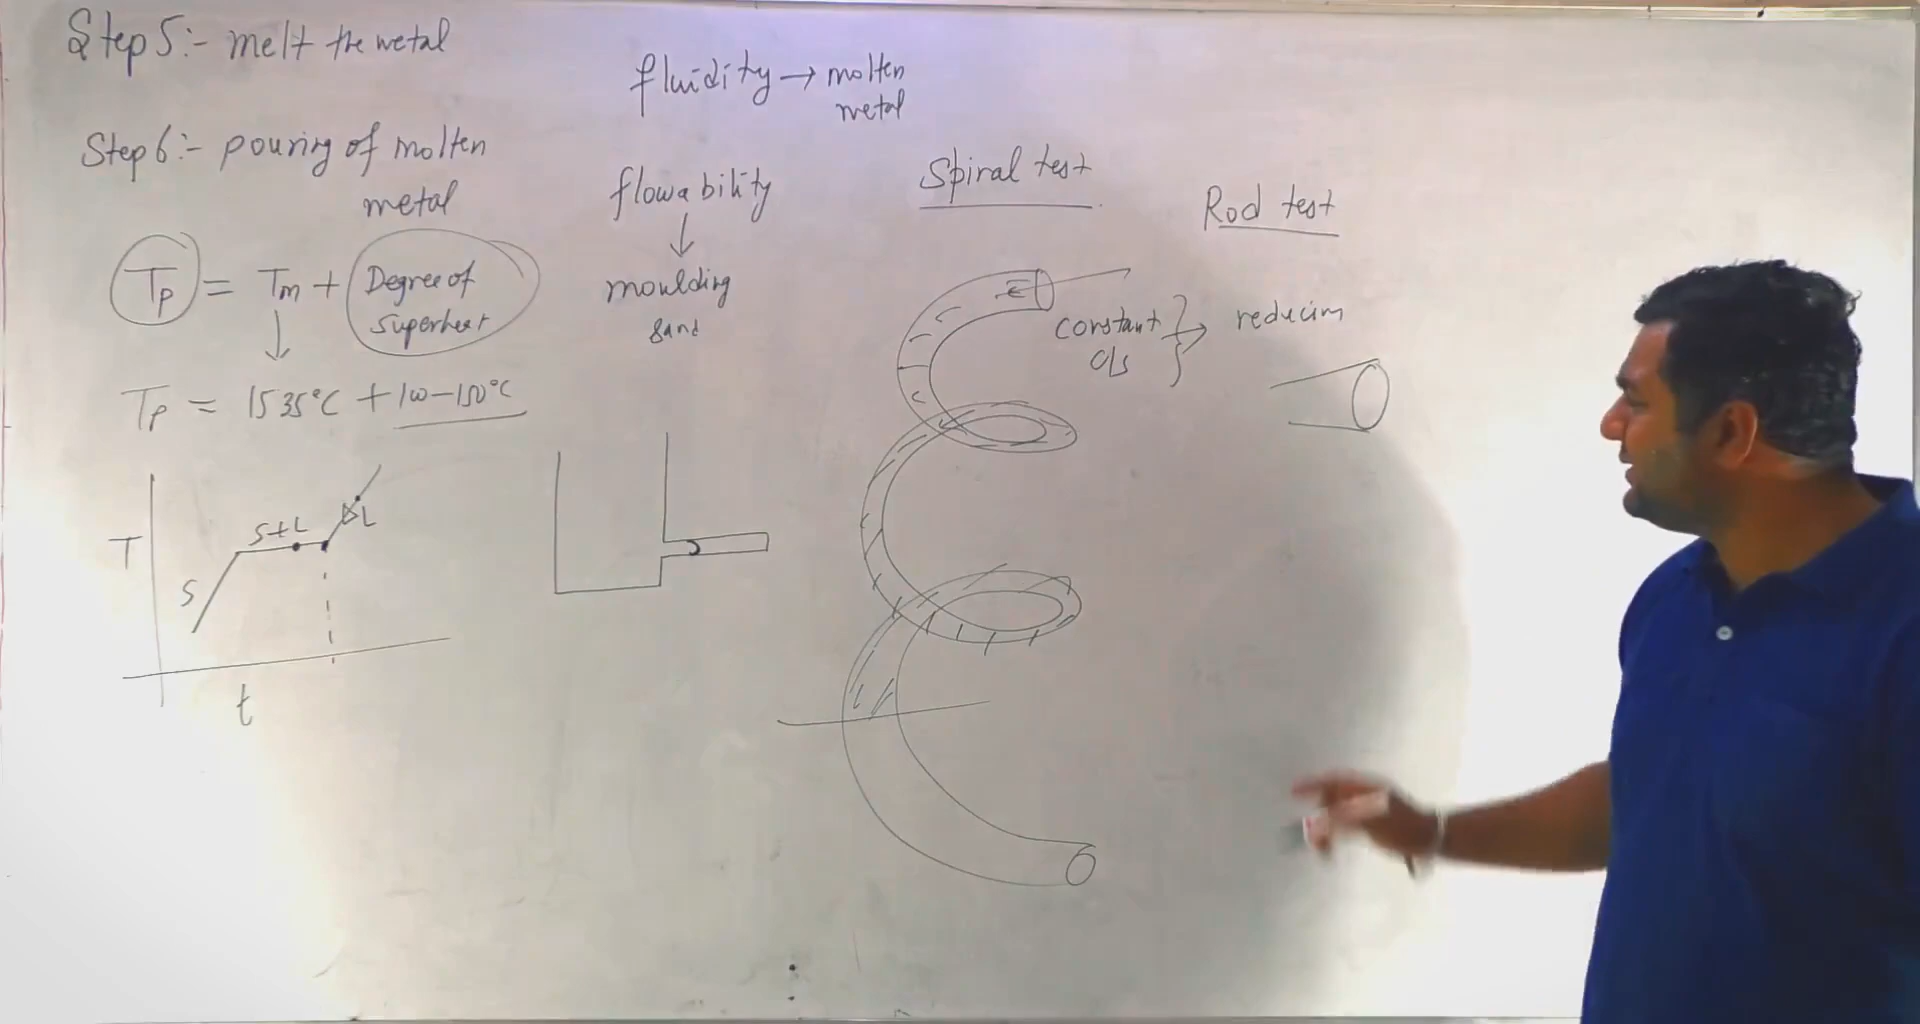 Step 5:- melt the metal
Step 6:- pouring of molten
metal
Tp = Tm + Degree of
superheat
Tp = 1535°C + 100-150°C
T
S
S+L
L
t
fluidity → molten
metal
flowability
moulding
sand
Spiral test
constant
c/s
Rod test
reducin